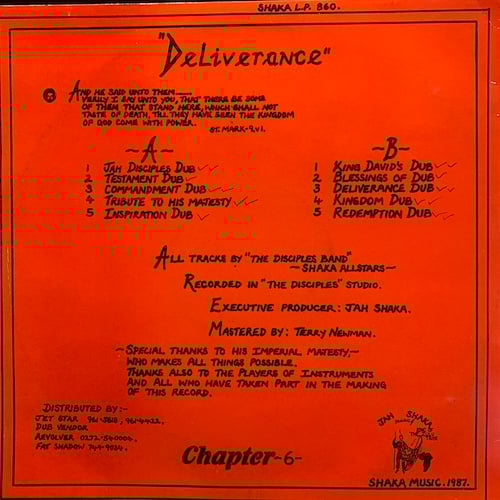 SHAKA L.P. 860.
"Deliverance"
And he said unto them......
Verily I say unto you, that there be some
of them that stand here, which shall not
taste of death, till they have seen the kingdom
of God come with power.
St. Mark-9.v1.
~A~
1 Jah Disciples Dub
2 Testament Dub
3 Commandment Dub
4 Tribute to His Majesty
5 Inspiration Dub
~B~
1 King David's Dub
2 Blessings of Dub
3 Deliverance Dub
4 Kingdom Dub
5 Redemption Dub
All tracks by "The Disciples Band"
~Shaka Allstars~
Recorded in "The Disciples" Studio.
Executive Producer: Jah Shaka.
Mastered by: Terry Newman.
~Special thanks to His Imperial Majesty,~
who makes all things possible.
Thanks also to the Players of Instruments
and all who have taken part in the making
of this record.
Distributed by:-
Jet Star
Dub Vendor
Revolver 0272-540004.
Fat Shadow
Chapter ~6~
Jah Shaka
Shaka Music. 1987.